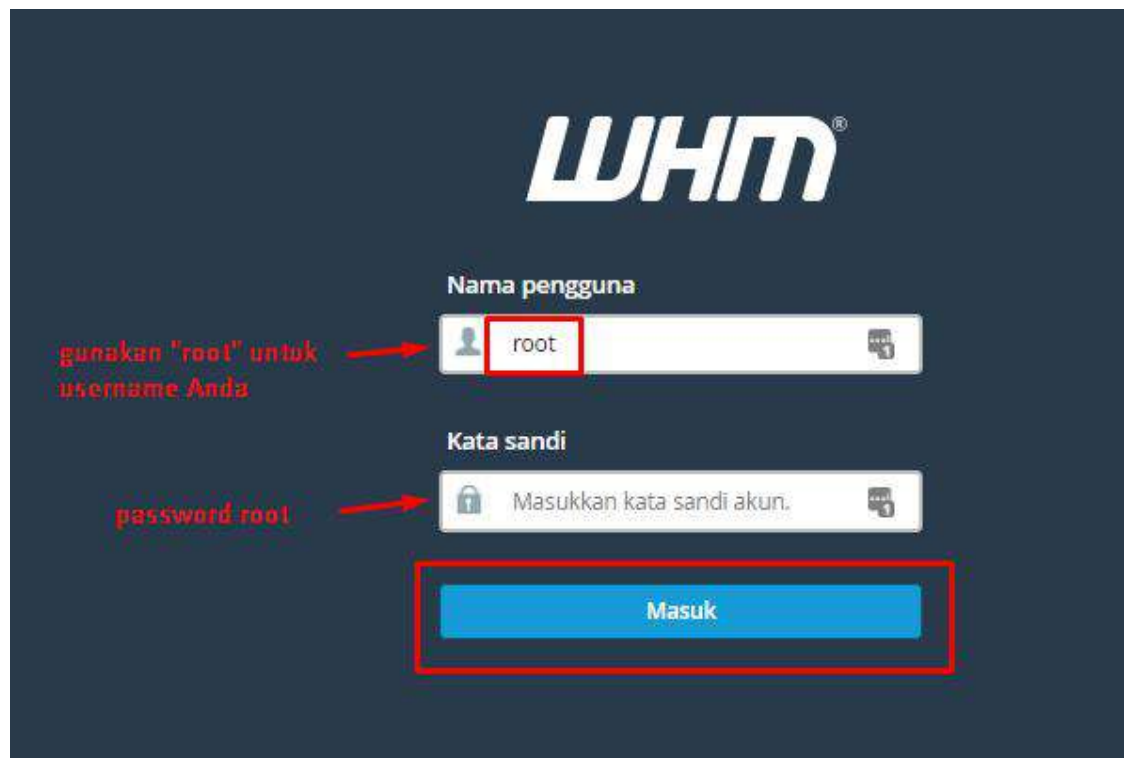 WHM®
Nama pengguna
root
gunakan "root" untuk
username Anda
Kata sandi
Masukkan kata sandi akun.
password root
Masuk